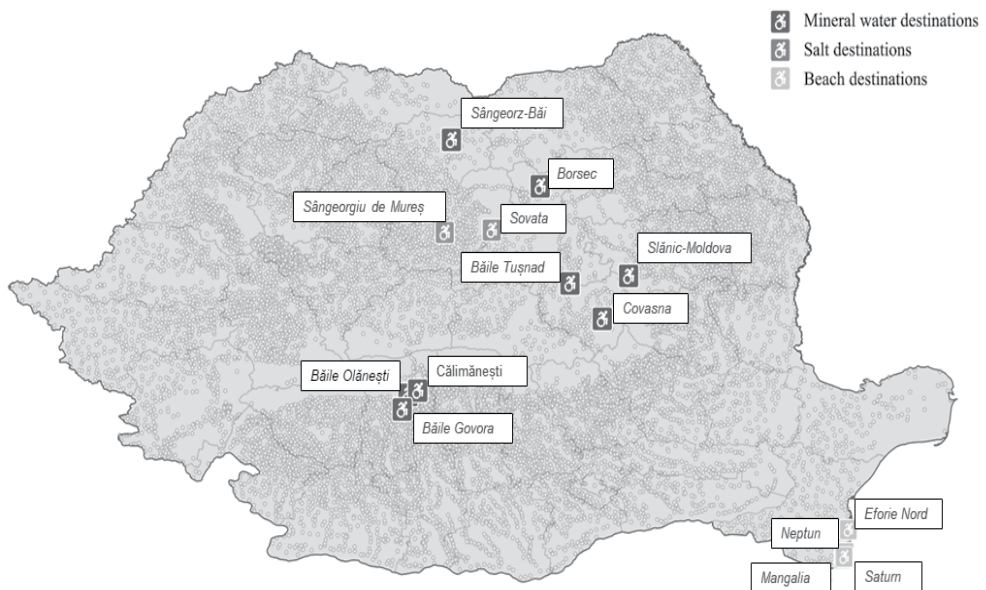 Mineral water destinations
Salt destinations
Beach destinations
Sângeorz-Băi
Borsec
Sângeorgiu de Mureș
Sovata
Slănic-Moldova
Băile Tușnad
Covasna
Băile Olănești
Călimănești
Băile Govora
Eforie Nord
Neptun
Mangalia
Saturn